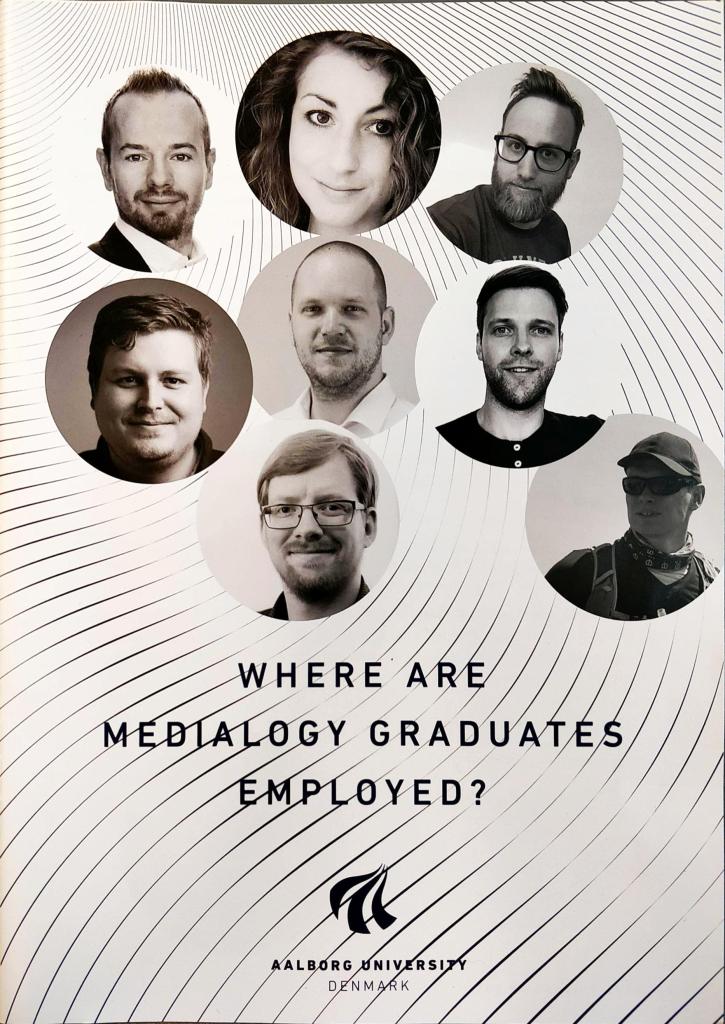 WHERE ARE
MEDIALOGY GRADUATES
EMPLOYED?
AALBORG UNIVERSITY
DENMARK